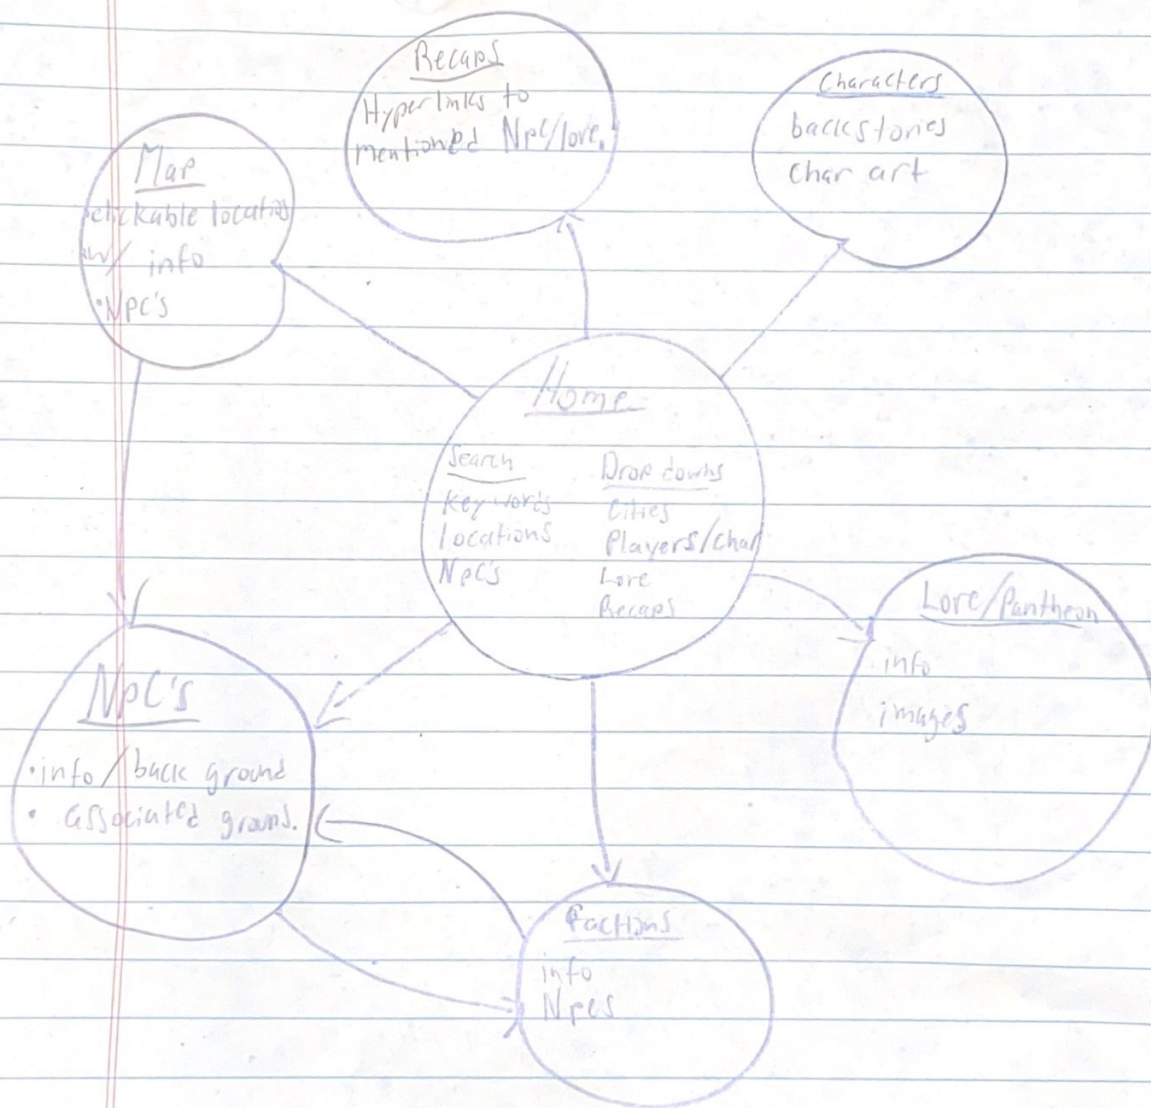 Recaps
Hyperlinks to
mentioned Npc/lore.
Characters
backstories
char art
Map
clickable location
w/ info
•Npc's
Home
Search
Key words
locations
Npc's
Drop downs
Cities
Players/char
Lore
Recaps
Lore/Pantheon
info
images
Npc's
•info/back ground
• associated groups.
Factions
info
Npcs